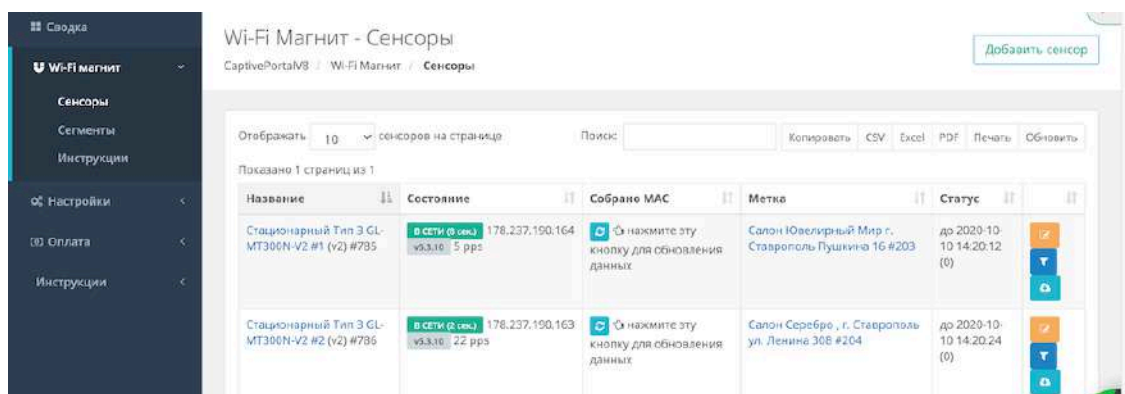 Сводка
Wi-Fi магнит
Сенсоры
Сегменты
Инструкции
Настройки
Оплата
Инструкции
Wi-Fi Магнит - Сенсоры
CaptivePortalV8 / Wi-Fi Магнит / Сенсоры
Добавить сенсор
Отображать 10 сенсоров на странице
Поиск:
Копировать CSV Excel PDF Печать Обновить
Показано 1 страниц из 1
Название Состояние Собрано MAC Метка Статус
Стационарный Тип 3 GL-
MT300N-V2 #1 (v2) #785
В СЕТИ (8 сек.) 178.237.190.164
v5.3.10 5 pps
нажмите эту
кнопку для обновления
данных
Салон Ювелирный Мир г.
Ставрополь Пушкина 16 #203
до 2020-10-
10 14:20:12
(0)
Стационарный Тип 3 GL-
MT300N-V2 #2 (v2) #786
В СЕТИ (2 сек.) 178.237.190.163
v5.3.10 22 pps
нажмите эту
кнопку для обновления
данных
Салон Серебро , г. Ставрополь
ул. Ленина 308 #204
до 2020-10-
10 14:20:24
(0)